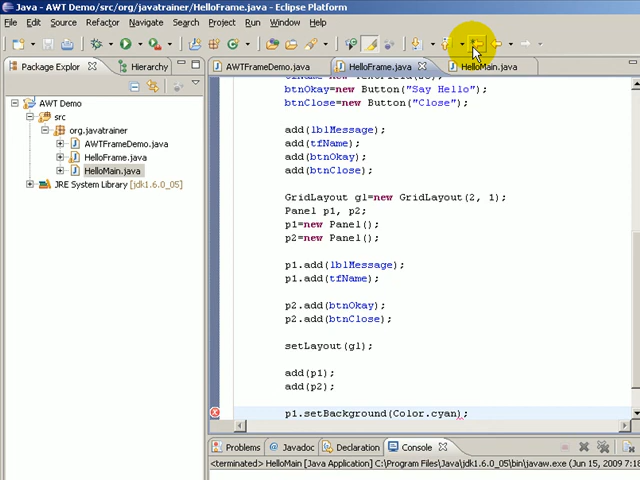 Java - AWT Demo/src/org/javatrainer/HelloFrame.java - Eclipse Platform
File Edit Source Refactor Navigate Search Project Run Window Help
Package Explor Hierarchy
AWTFrameDemo.java HelloFrame.java HelloMain.java
AWT Demo
src
org.javatrainer
AWTFrameDemo.java
HelloFrame.java
HelloMain.java
JRE System Library [jdk1.6.0_05]
btnOkay=new Button("Say Hello");
btnClose=new Button("Close");
add(lblMessage);
add(tfName);
add(btnOkay);
add(btnClose);
GridLayout gl=new GridLayout(2, 1);
Panel p1, p2;
p1=new Panel();
p2=new Panel();
p1.add(lblMessage);
p1.add(tfName);
p2.add(btnOkay);
p2.add(btnClose);
setLayout(gl);
add(p1);
add(p2);
p1.setBackground(Color.cyan);
Problems Javadoc Declaration Console
<terminated> HelloMain [Java Application] C:\Program Files\Java\jdk1.6.0_05\bin\javaw.exe (Jun 15, 2009 7:18